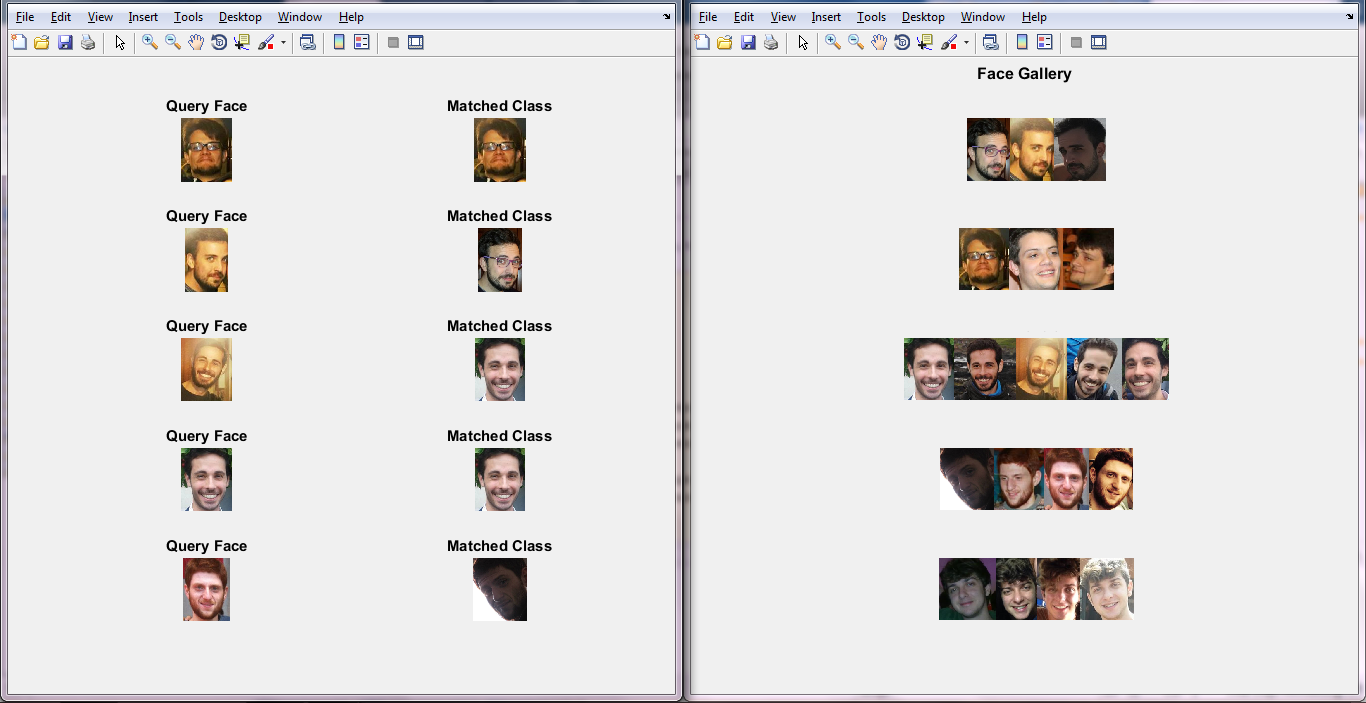 File Edit View Insert Tools Desktop Window Help
Query Face Matched Class
Query Face Matched Class
Query Face Matched Class
Query Face Matched Class
Query Face Matched Class
File Edit View Insert Tools Desktop Window Help
Face Gallery